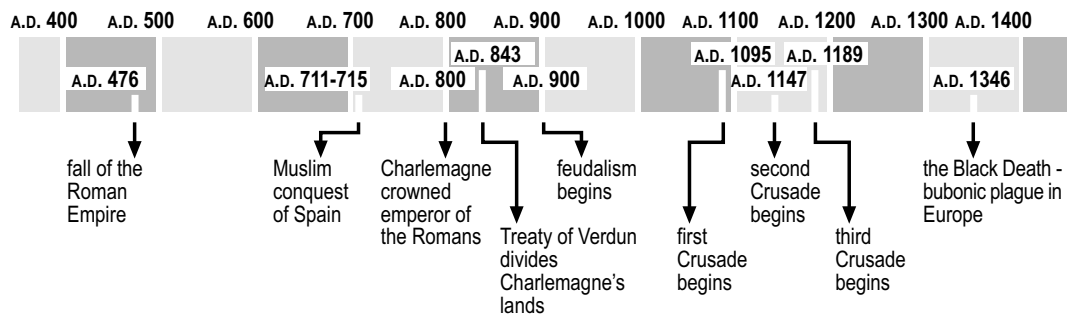 A.D. 400 A.D. 500 A.D. 600 A.D. 700 A.D. 800 A.D. 900 A.D. 1000 A.D. 1100 A.D. 1200 A.D. 1300 A.D. 1400
A.D. 843 A.D. 1095 A.D. 1189
A.D. 476 A.D. 711-715 A.D. 800 A.D. 900 A.D. 1147 A.D. 1346
fall of the
Roman
Empire
Muslim
conquest
of Spain
Charlemagne
crowned
emperor of
the Romans
Treaty of Verdun
divides
Charlemagne's
lands
feudalism
begins
first
Crusade
begins
second
Crusade
begins
third
Crusade
begins
the Black Death -
bubonic plague in
Europe